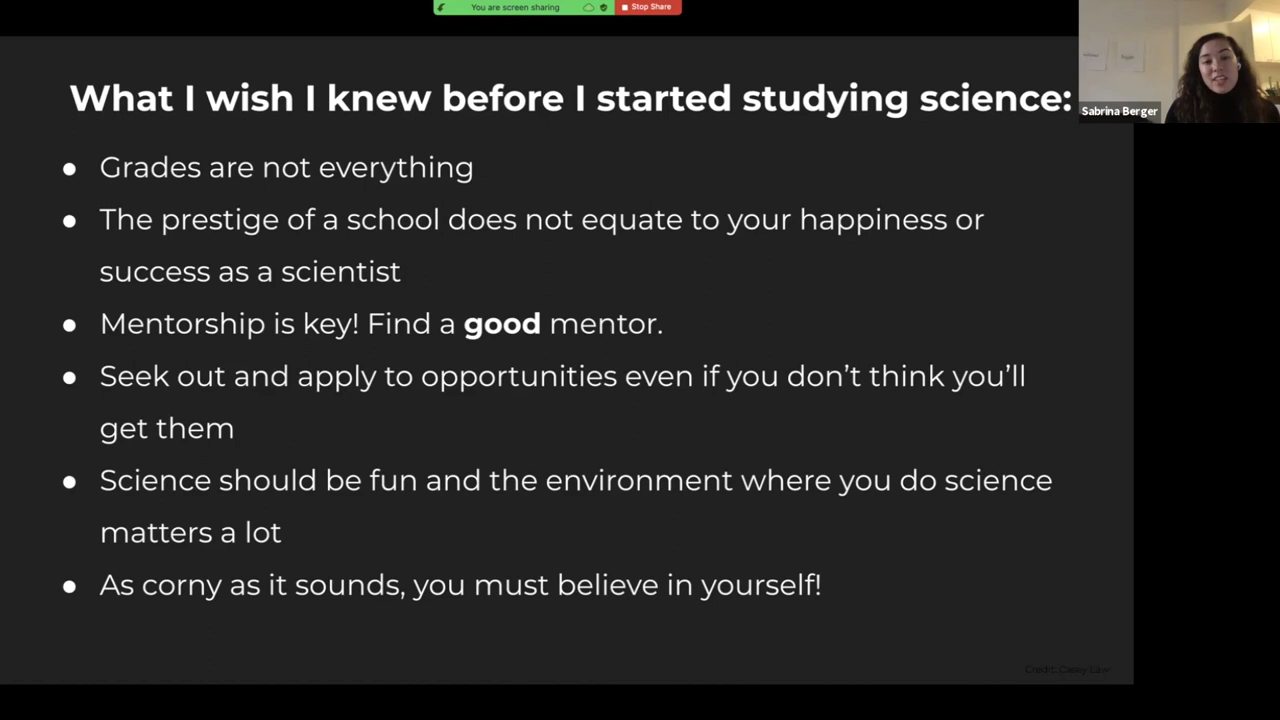 You are screen sharing
Stop Share
What I wish I knew before I started studying science:
Sabrina Berger
● Grades are not everything
● The prestige of a school does not equate to your happiness or
success as a scientist
● Mentorship is key! Find a good mentor.
● Seek out and apply to opportunities even if you don’t think you’ll
get them
● Science should be fun and the environment where you do science
matters a lot
● As corny as it sounds, you must believe in yourself!
Credit: Casey